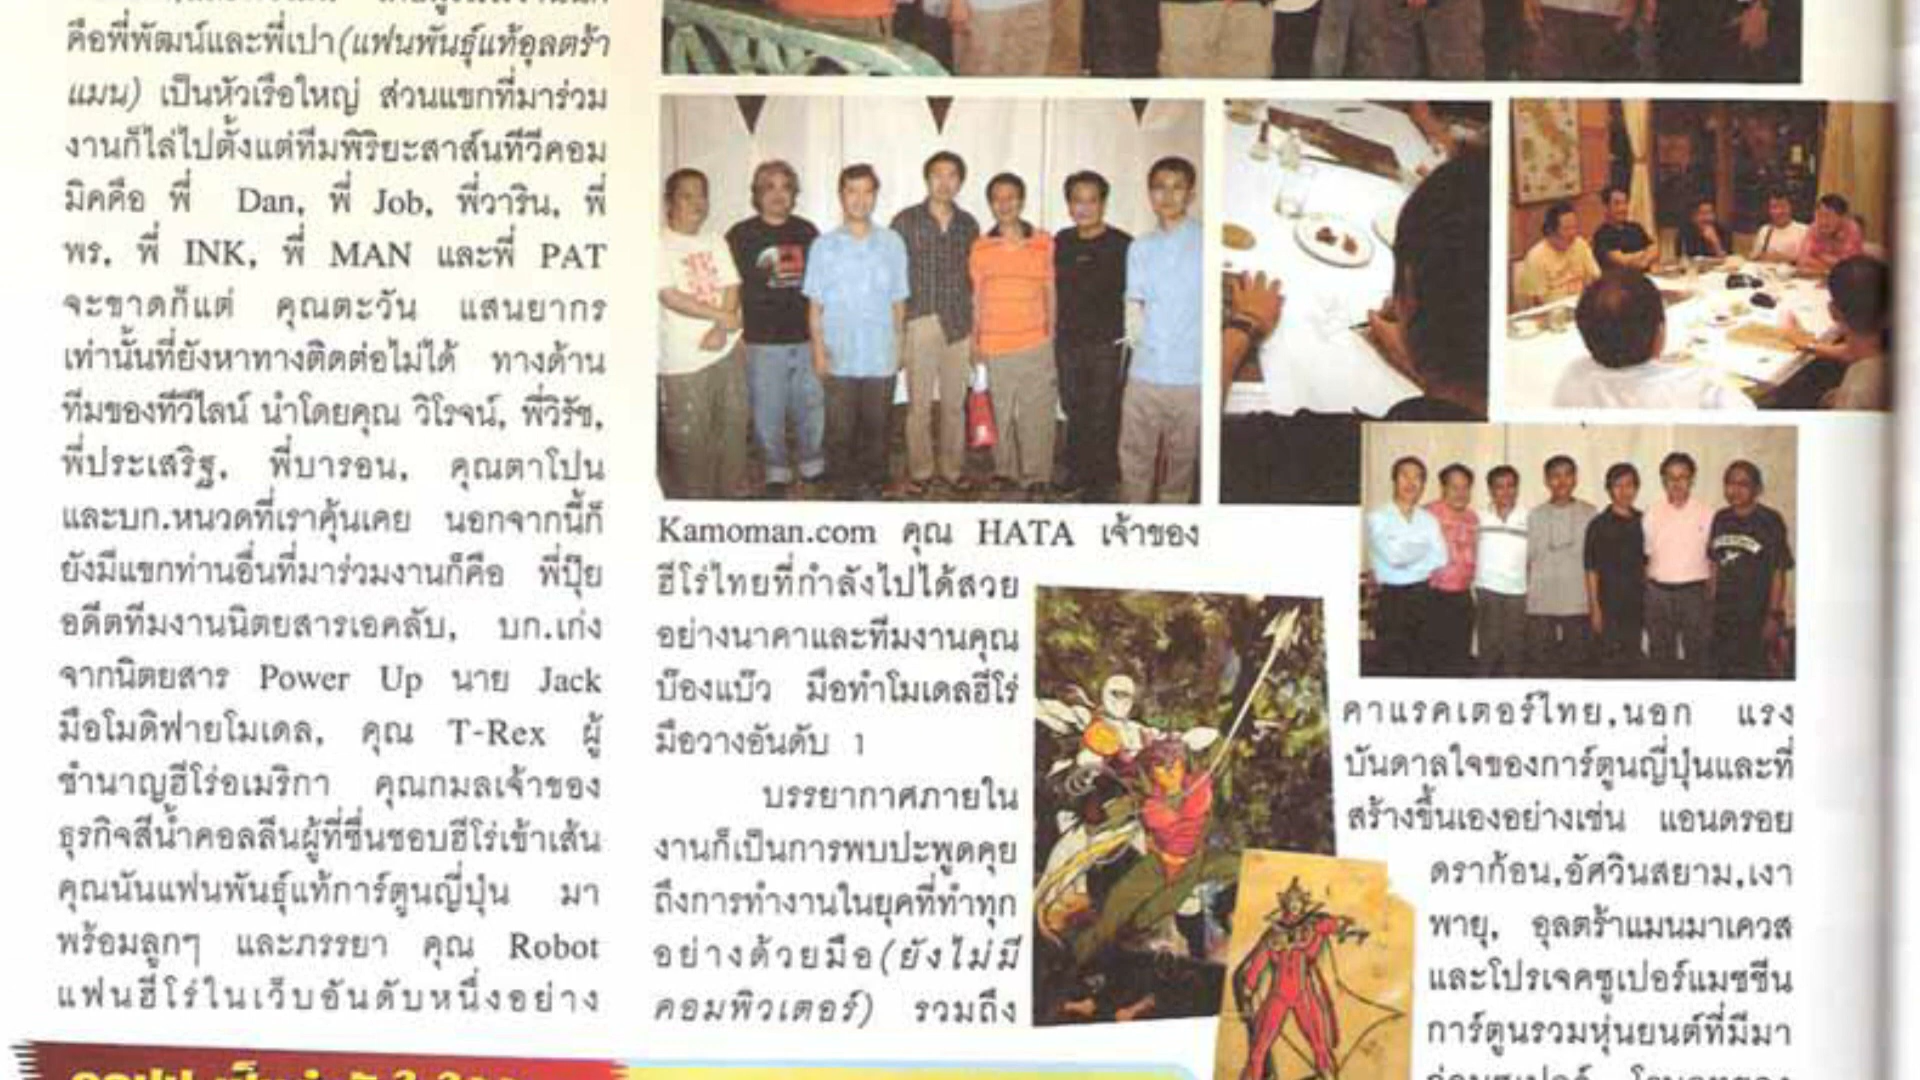 คือพี่พัฒน์และพี่เปา(แฟนพันธุ์แท้อุลตร้า
แมน) เป็นหัวเรือใหญ่ ส่วนแขกที่มาร่วม
งานก็ไล่ไปตั้งแต่ทีมพิริยะสาส์นทีวีคอม
มิคคือ พี่ Dan, พี่ Job, พี่วาริน, พี่
พร, พี่ INK, พี่ MAN และพี่ PAT
จะขาดก็แต่ คุณตะวัน แสนยากร
เท่านั้นที่ยังหาทางติดต่อไม่ได้ ทางด้าน
ทีมของทีวีไลน์ นำโดยคุณ วิโรจน์, พี่วิรัช,
พี่ประเสริฐ, พี่บารอน, คุณตาโปน
และบก.หนวดที่เราคุ้นเคย นอกจากนี้ก็
ยังมีแขกท่านอื่นที่มาร่วมงานก็คือ พี่ปุ๊ย
อดีตทีมงานนิตยสารเอคลับ, บก.เก่ง
จากนิตยสาร Power Up นาย Jack
มือโมดิฟายโมเดล, คุณ T-Rex ผู้
ชำนาญฮีโร่อเมริกา คุณกมลเจ้าของ
ธุรกิจสีน้ำคอลลีนผู้ที่ชื่นชอบฮีโร่เข้าเส้น
คุณนันแฟนพันธุ์แท้การ์ตูนญี่ปุ่น มา
พร้อมลูกๆ และภรรยา คุณ Robot
แฟนฮีโร่ในเว็บอันดับหนึ่งอย่าง
Kamoman.com คุณ HATA เจ้าของ
ฮีโร่ไทยที่กำลังไปได้สวย
อย่างนาคาและทีมงานคุณ
บ๊องแบ๊ว มือทำโมเดลฮีโร่
มือวางอันดับ 1
บรรยากาศภายใน
งานก็เป็นการพบปะพูดคุย
ถึงการทำงานในยุคที่ทำทุก
อย่างด้วยมือ(ยังไม่มี
คอมพิวเตอร์) รวมถึง
คาแรคเตอร์ไทย,นอก แรง
บันดาลใจของการ์ตูนญี่ปุ่นและที่
สร้างขึ้นเองอย่างเช่น แอนดรอย
ดราก้อน,อัศวินสยาม,เงา
พายุ, อุลตร้าแมนมาเควส
และโปรเจคซูเปอร์แมชชีน
การ์ตูนรวมหุ่นยนต์ที่มีมา